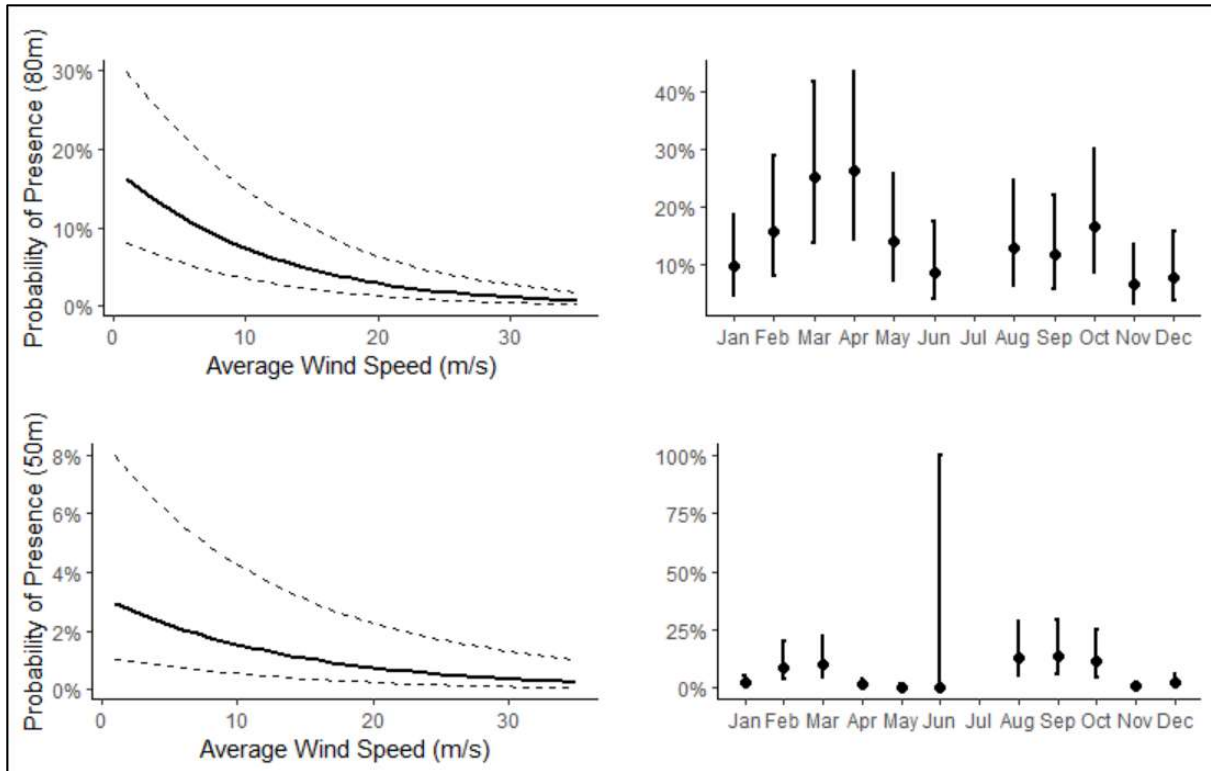 Probability of Presence (80m)
30%
20%
10%
0%
0 10 20 30
Average Wind Speed (m/s)
40%
30%
20%
10%
Jan Feb Mar Apr May Jun Jul Aug Sep Oct Nov Dec
Probability of Presence (50m)
8%
6%
4%
2%
0%
0 10 20 30
Average Wind Speed (m/s)
100%
75%
50%
25%
0%
Jan Feb Mar Apr May Jun Jul Aug Sep Oct Nov Dec